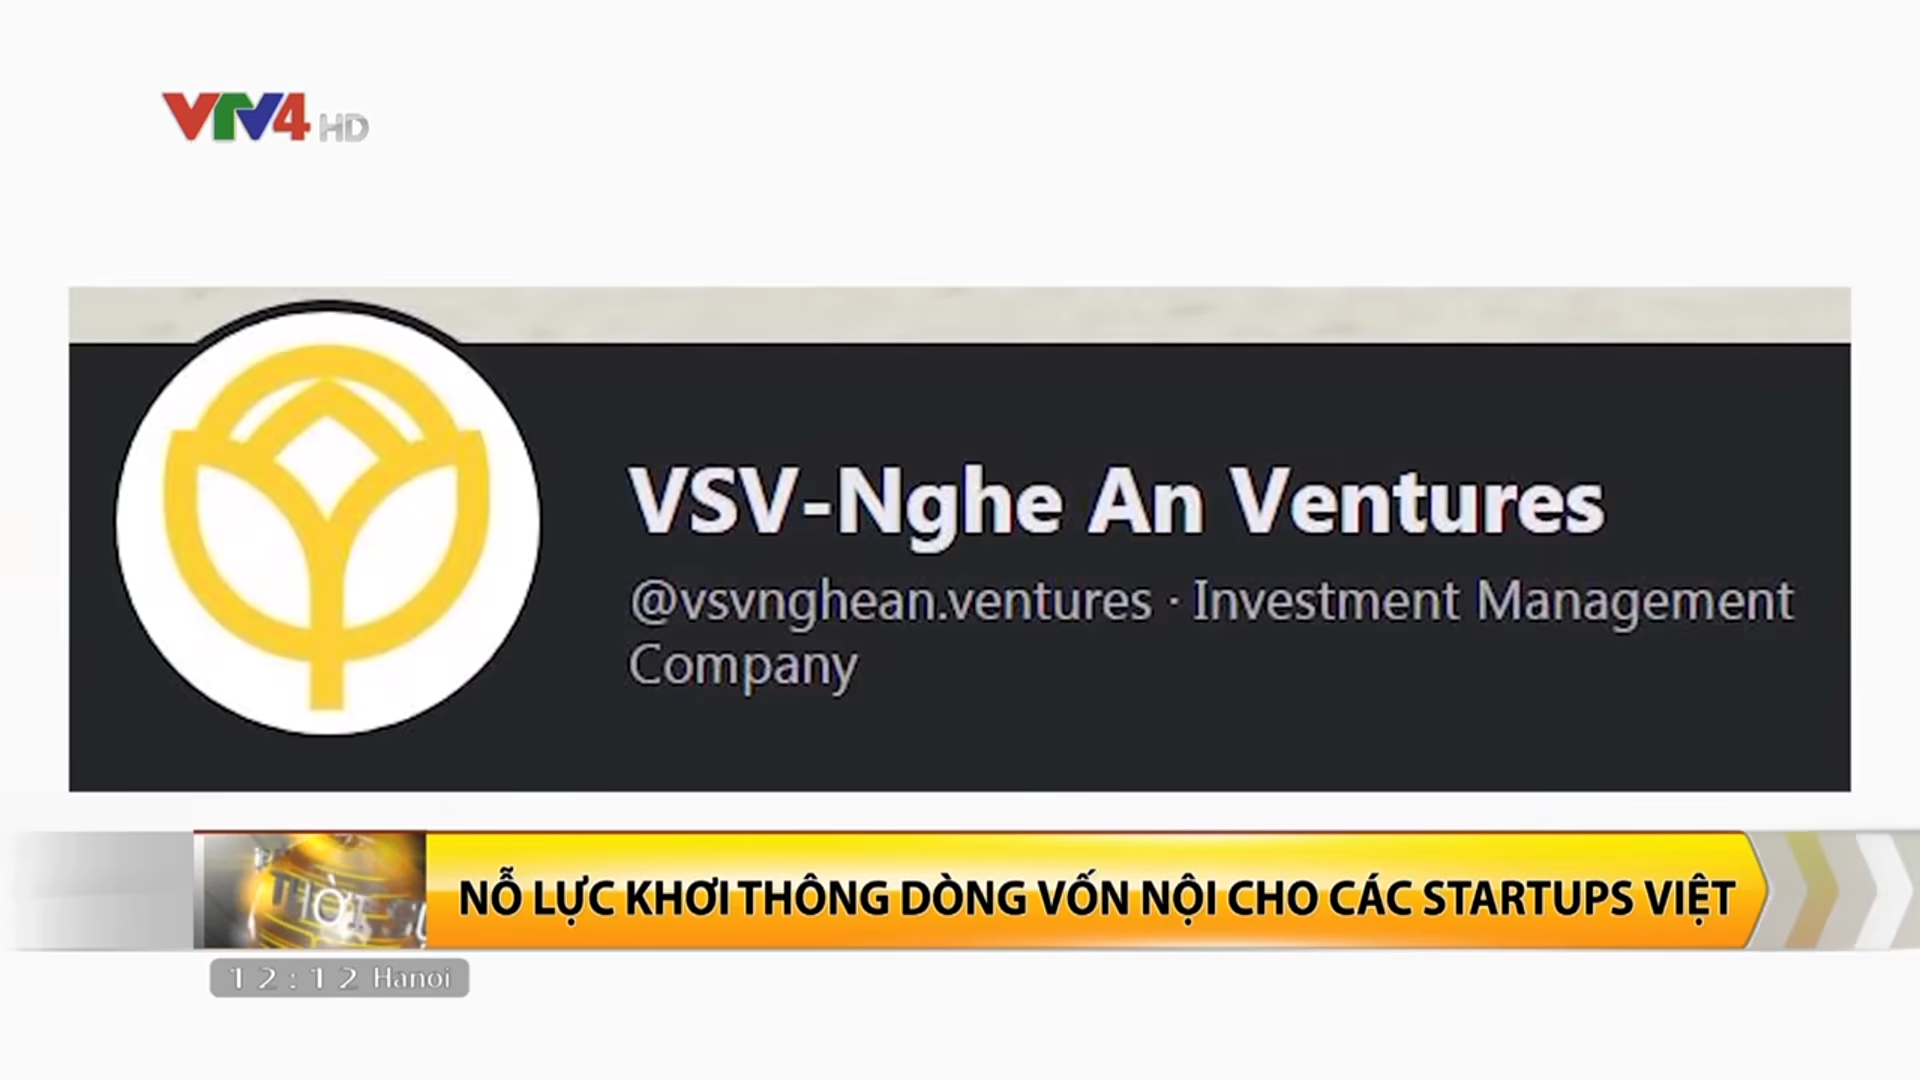 VTV4 HD
VSV-Nghe An Ventures
@vsvnghean.ventures · Investment Management
Company
THỜI
NỖ LỰC KHƠI THÔNG DÒNG VỐN NỘI CHO CÁC STARTUPS VIỆT
12:12 Hanoi